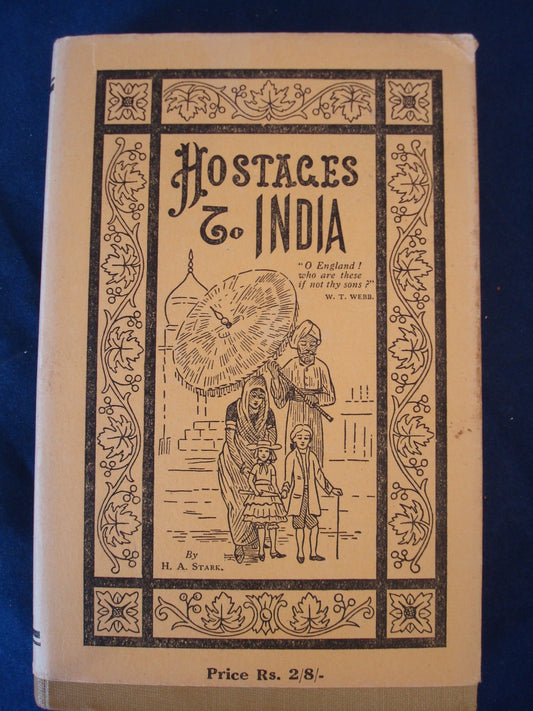 HOSTAGES
To INDIA
"O England!
who are these
if not thy sons?"
W. T. WEBB.
By
H. A. STARK.
Price Rs. 2/8/-